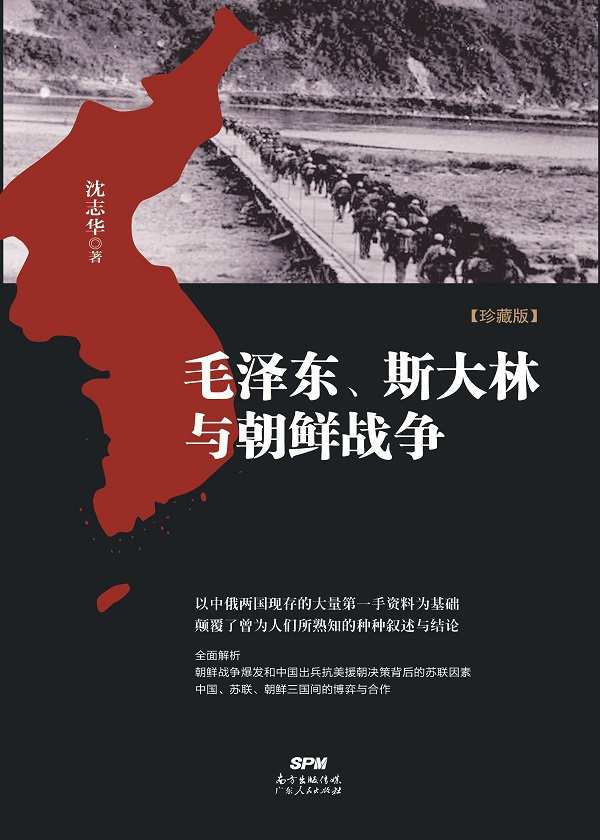 沈志华◎著
【珍藏版】
毛泽东、斯大林
与朝鲜战争
以中俄两国现存的大量第一手资料为基础
颠覆了曾为人们所熟知的种种叙述与结论
全面解析
朝鲜战争爆发和中国出兵抗美援朝决策背后的苏联因素
中国、苏联、朝鲜三国间的博弈与合作
SPM
南方出版传媒
广东人民出版社